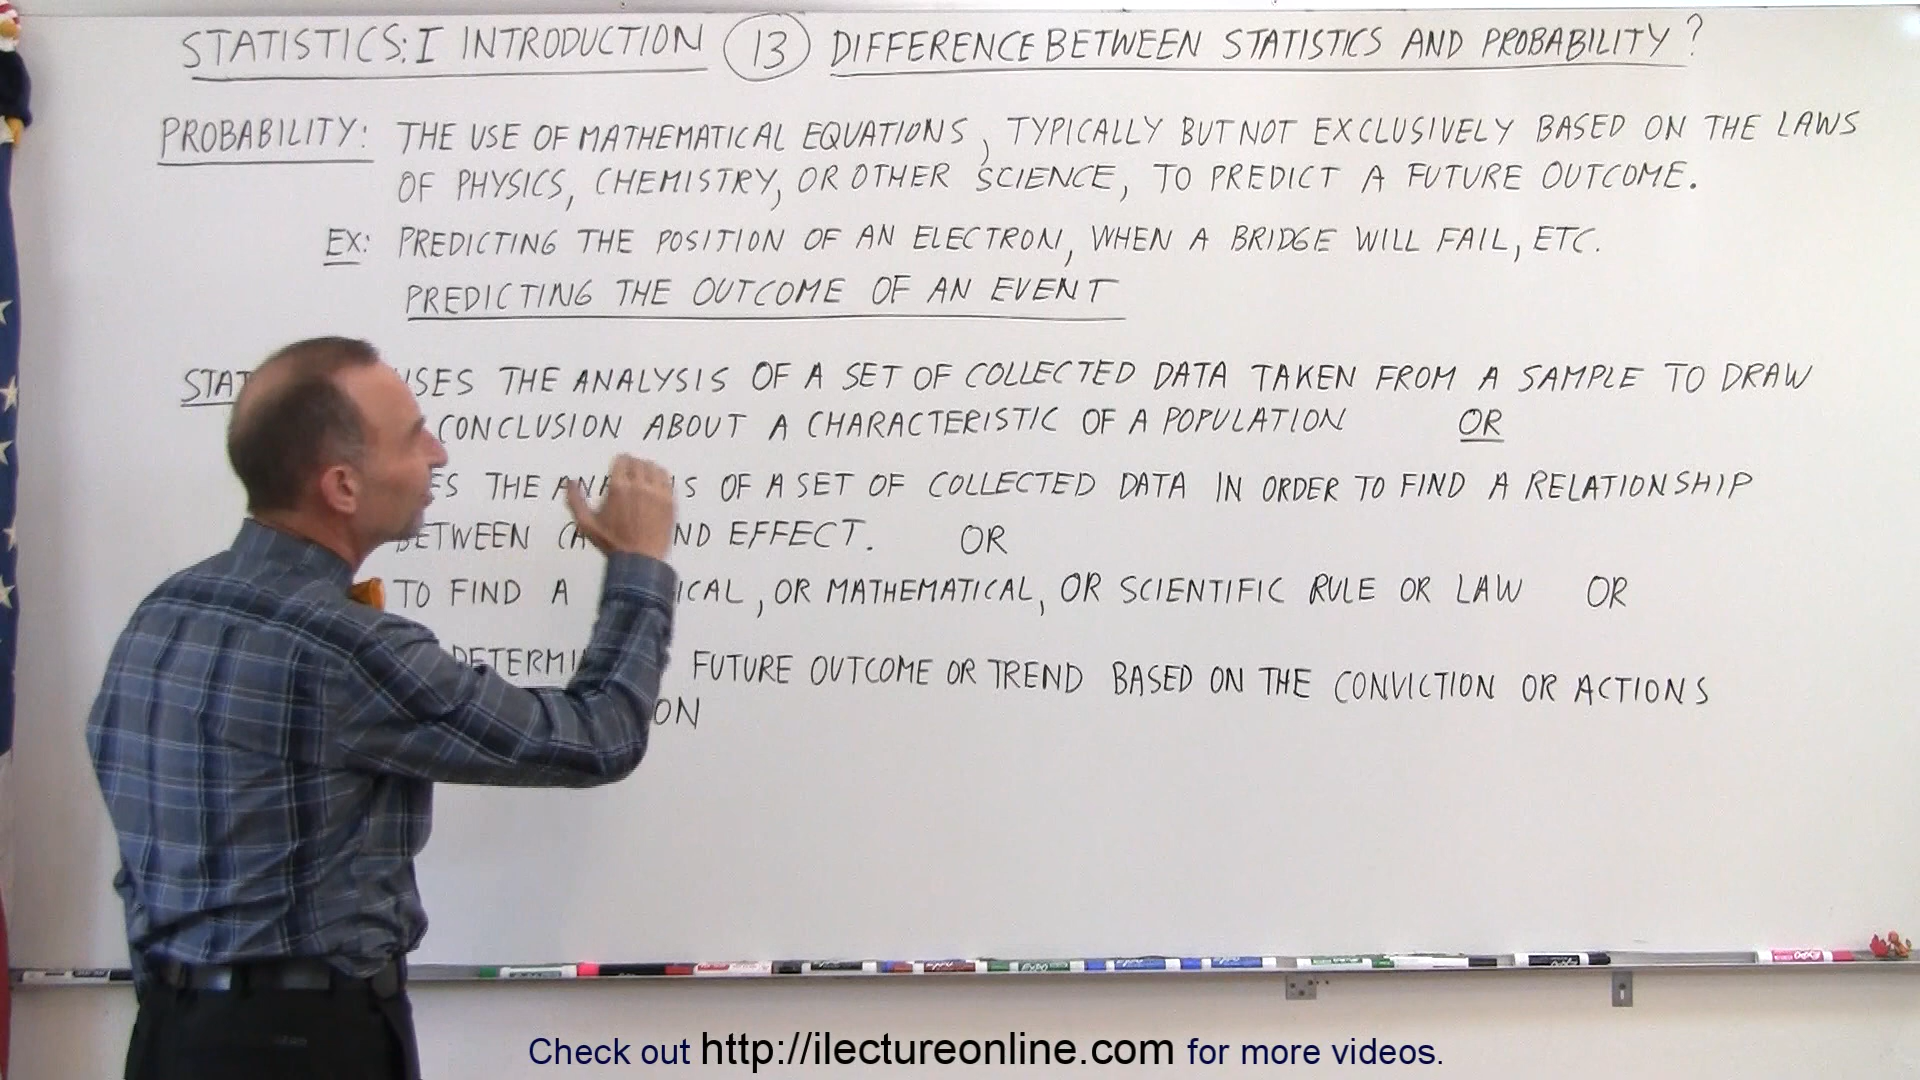 STATISTICS: I INTRODUCTION 13 DIFFERENCE BETWEEN STATISTICS AND PROBABILITY?
PROBABILITY: THE USE OF MATHEMATICAL EQUATIONS, TYPICALLY BUT NOT EXCLUSIVELY BASED ON THE LAWS
OF PHYSICS, CHEMISTRY, OR OTHER SCIENCE, TO PREDICT A FUTURE OUTCOME.
EX: PREDICTING THE POSITION OF AN ELECTRON, WHEN A BRIDGE WILL FAIL, ETC.
PREDICTING THE OUTCOME OF AN EVENT
THE ANALYSIS OF A SET OF COLLECTED DATA TAKEN FROM A SAMPLE TO DRAW
CONCLUSION ABOUT A CHARACTERISTIC OF A POPULATION OR
THE OF A SET OF COLLECTED DATA IN ORDER TO FIND A RELATIONSHIP
BETWEEN EFFECT. OR
TO FIND A , OR MATHEMATICAL, OR SCIENTIFIC RULE OR LAW OR
FUTURE OUTCOME OR TREND BASED ON THE CONVICTION OR ACTIONS
Check out http://ilectureonline.com for more videos.